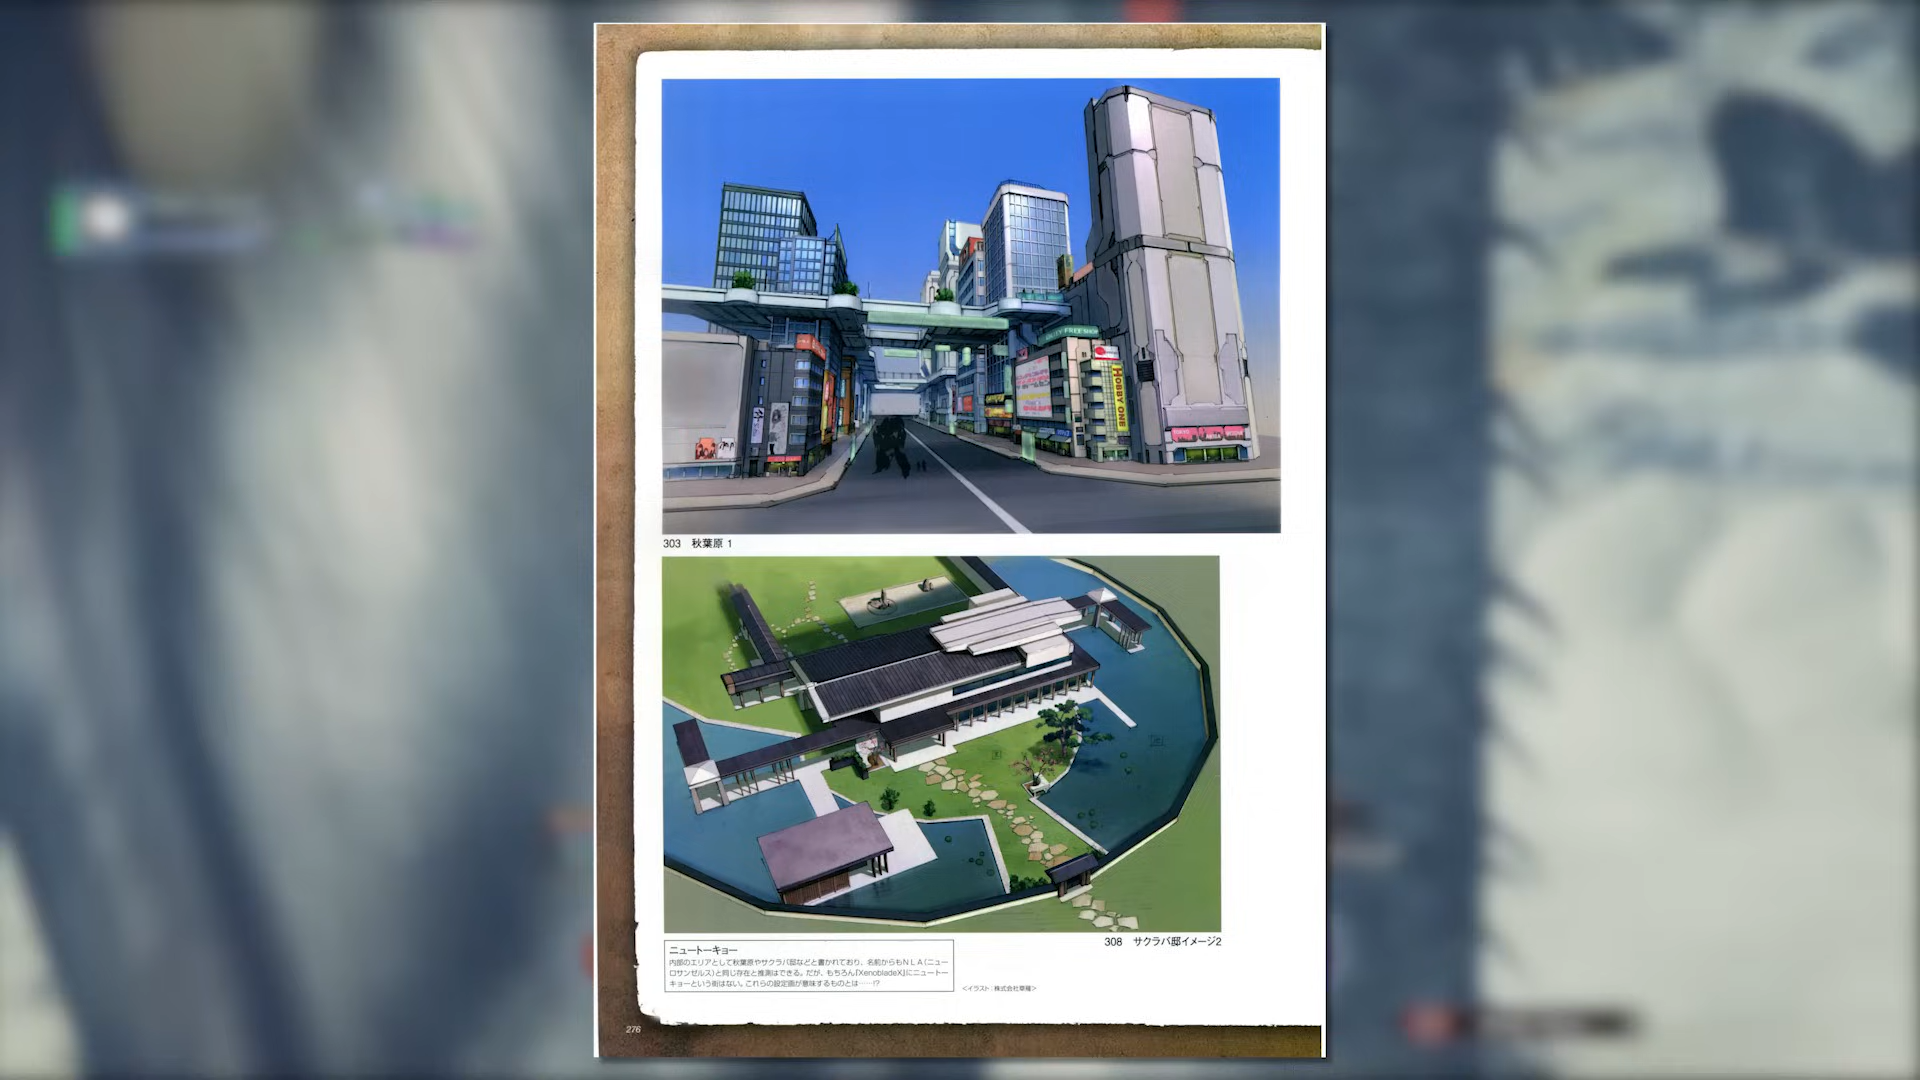 DUTY-FREE SHOP
HOBBY ONE
303 秋葉原 1
308 サクラバ邸イメージ2
ニュートーキョー
内部のエリアとして秋葉原やサクラバ邸などと書かれており、名前からもNLA(ニュー
ロサンゼルス)と同じ存在と推測はできる。だが、もちろん『XenobladeX』にニュートー
キョーという街はない。これらの設定画が意味するものとは……!?
<イラスト:株式会社草薙>
276